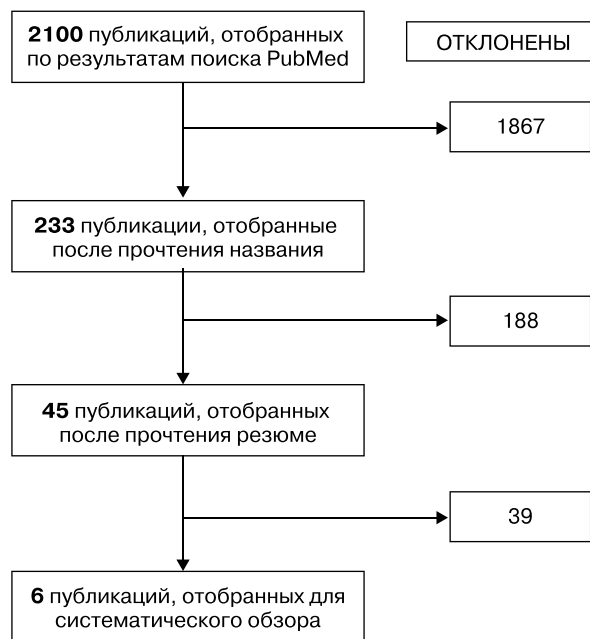 2100 публикаций, отобранных
по результатам поиска PubMed
ОТКЛОНЕНЫ
1867
233 публикации, отобранные
после прочтения названия
188
45 публикаций, отобранных
после прочтения резюме
39
6 публикаций, отобранных для
систематического обзора